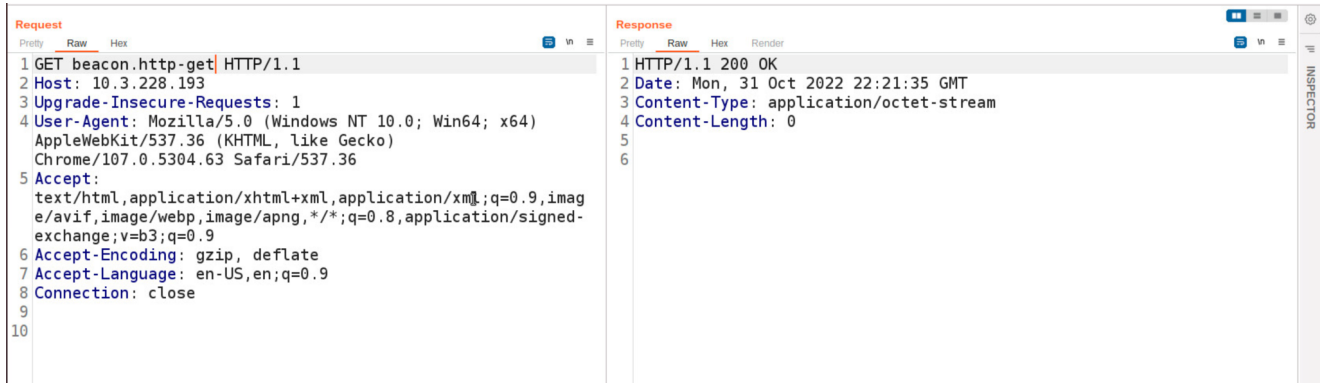 Request
Pretty Raw Hex
\n
1 GET beacon.http-get HTTP/1.1
2 Host: 10.3.228.193
3 Upgrade-Insecure-Requests: 1
4 User-Agent: Mozilla/5.0 (Windows NT 10.0; Win64; x64)
AppleWebKit/537.36 (KHTML, like Gecko)
Chrome/107.0.5304.63 Safari/537.36
5 Accept:
text/html,application/xhtml+xml,application/xml;q=0.9,imag
e/avif,image/webp,image/apng,*/*;q=0.8,application/signed-
exchange;v=b3;q=0.9
6 Accept-Encoding: gzip, deflate
7 Accept-Language: en-US,en;q=0.9
8 Connection: close
9
10
Response
Pretty Raw Hex Render
\n
1 HTTP/1.1 200 OK
2 Date: Mon, 31 Oct 2022 22:21:35 GMT
3 Content-Type: application/octet-stream
4 Content-Length: 0
5
6
INSPECTOR